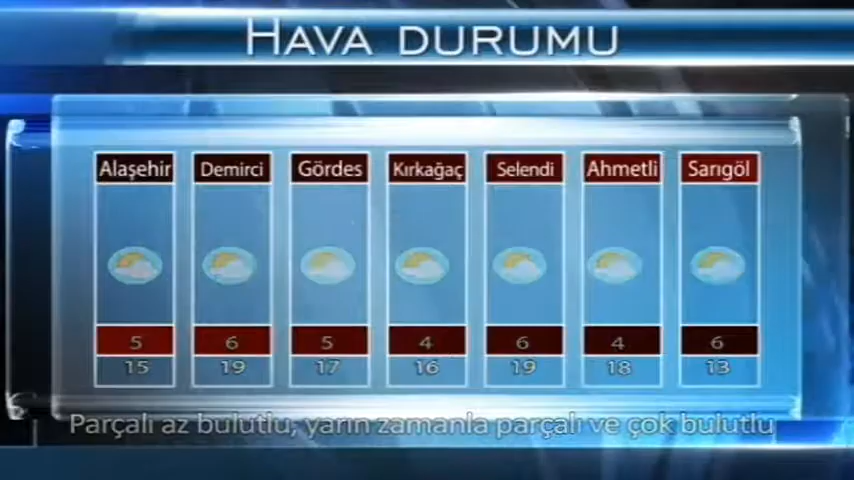 HAVA DURUMU
Alaşehir Demirci Gördes Kırkağaç Selendi Ahmetli Sarıgöl
5 6 5 4 6 4 6
15 19 17 16 19 18 13
Parçalı az bulutlu, yarın zamanla parçalı ve çok bulutlu